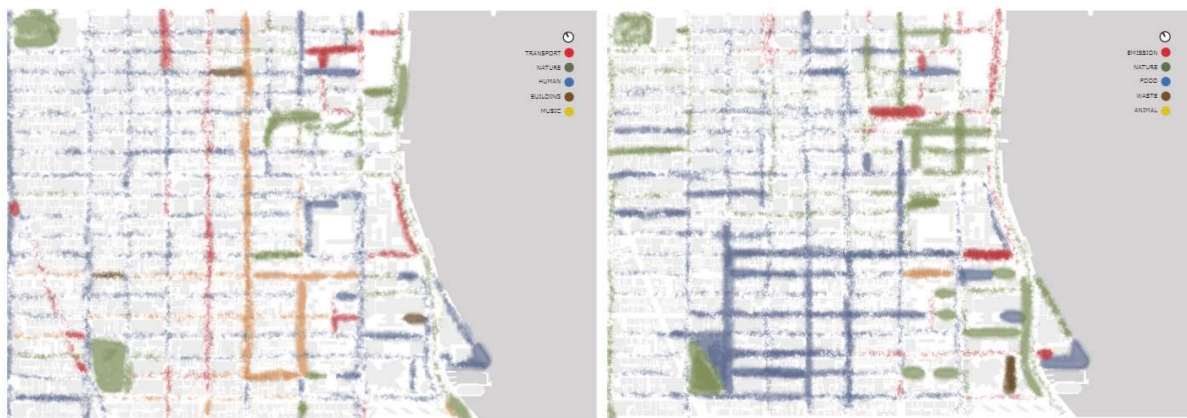 TRANSPORT
NATURE
HUMAN
BUILDING
MUSIC
EMISSION
NATURE
FOOD
WASTE
ANIMAL